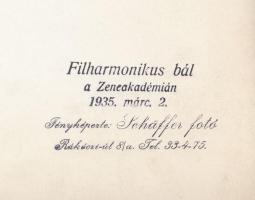 Filharmonikus bál
a Zeneakadémián
1935. márc. 2.
Fényképezte: Schäffer fotó
Rákóczi-út 8/a. Tel. 33-4-75.